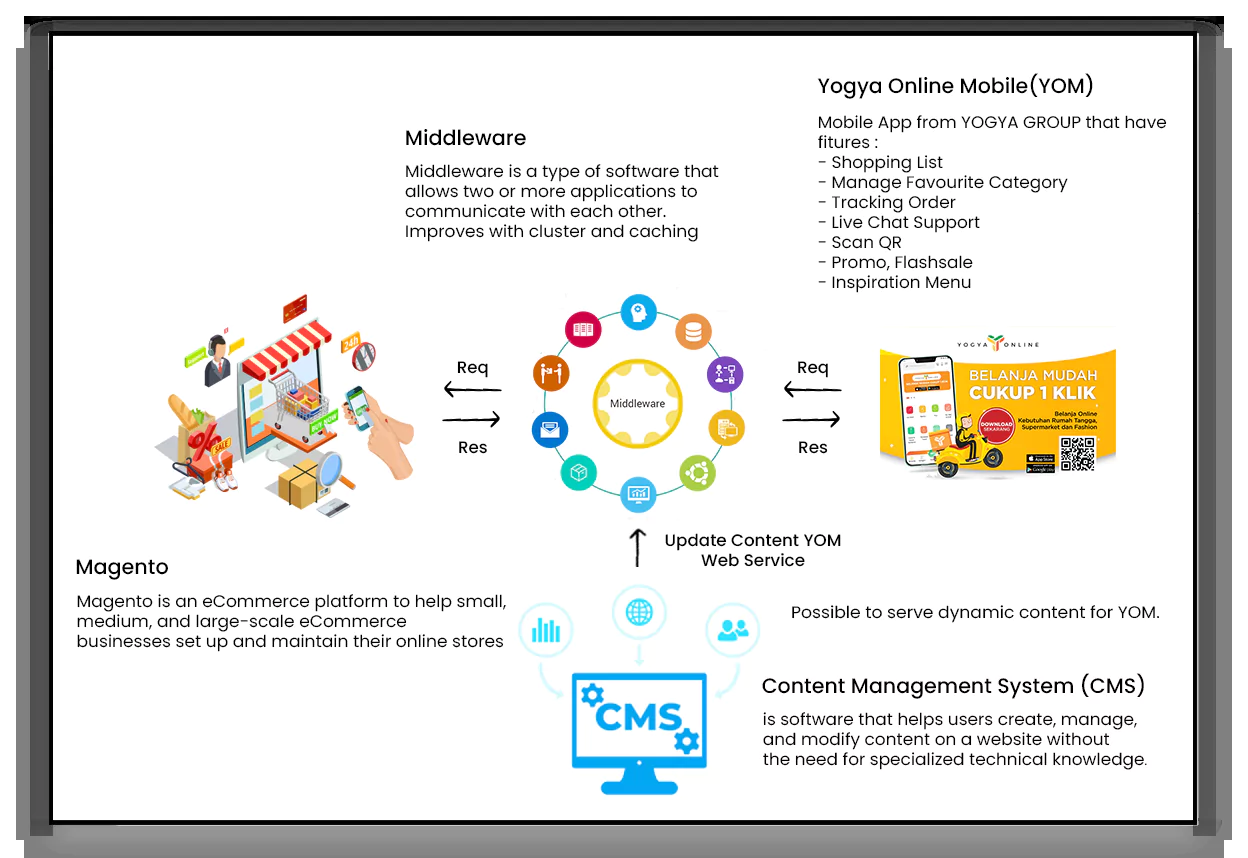 Yogya Online Mobile(YOM)
Mobile App from YOGYA GROUP that have
fitures :
- Shopping List
- Manage Favourite Category
- Tracking Order
- Live Chat Support
- Scan QR
- Promo, Flashsale
- Inspiration Menu
Middleware
Middleware is a type of software that
allows two or more applications to
communicate with each other.
Improves with cluster and caching
24h
SALE
Req
Res
Middleware
Req
Res
YOGYA ONLINE
BELANJA MUDAH
CUKUP 1 KLIK
Belanja Online
Kebutuhan Rumah Tangga,
Supermarket dan Fashion
DOWNLOAD
SEKARANG
App Store
Google Play
Update Content YOM
Web Service
Magento
Magento is an eCommerce platform to help small,
medium, and large-scale eCommerce
businesses set up and maintain their online stores
Possible to serve dynamic content for YOM.
CMS
Content Management System (CMS)
is software that helps users create, manage,
and modify content on a website without
the need for specialized technical knowledge.